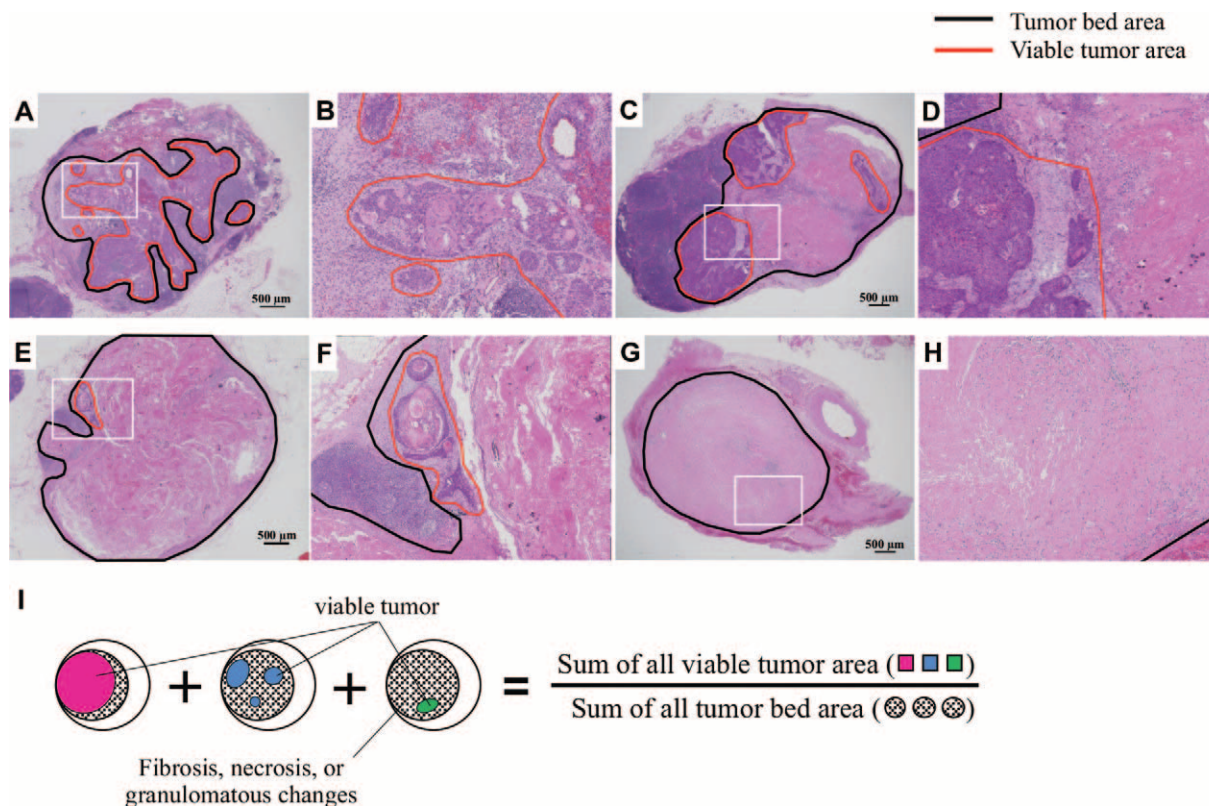 Tumor bed area
Viable tumor area
A
B
C
D
500 µm
500 µm
E
F
G
H
500 µm
500 µm
I
viable tumor
+ + =
Sum of all viable tumor area ( )
Sum of all tumor bed area ( )
Fibrosis, necrosis, or
granulomatous changes